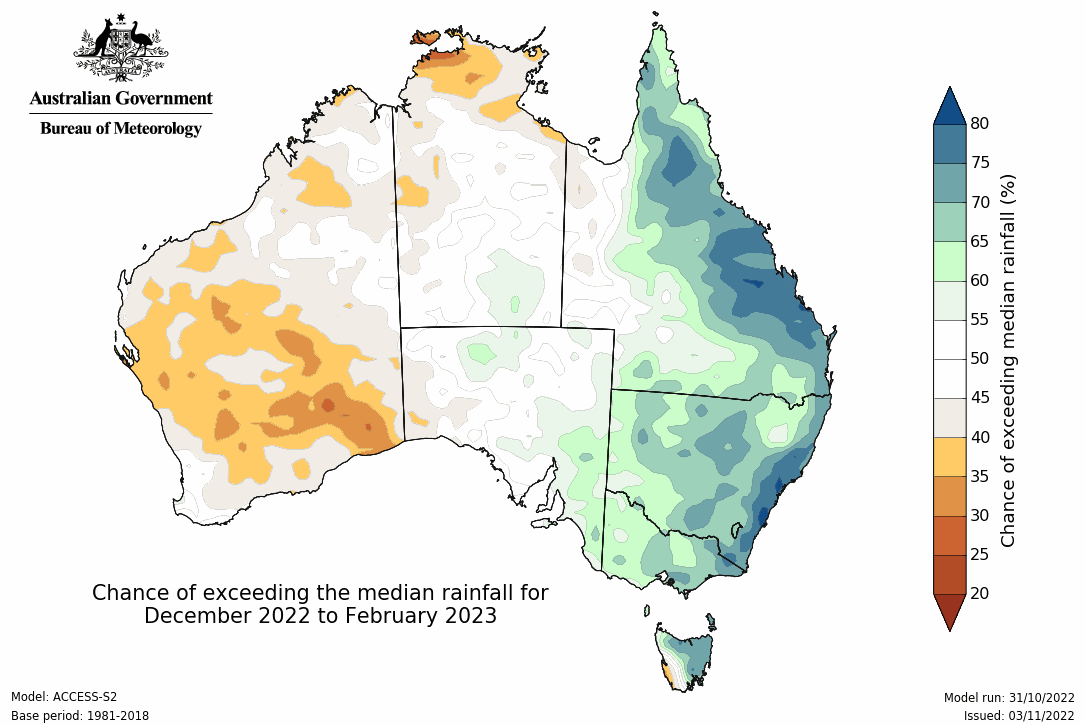 Australian Government
Bureau of Meteorology
80
75
70
65
60
55
50
45
40
35
30
25
20
Chance of exceeding median rainfall (%)
Chance of exceeding the median rainfall for
December 2022 to February 2023
Model: ACCESS-S2
Base period: 1981-2018
Model run: 31/10/2022
Issued: 03/11/2022